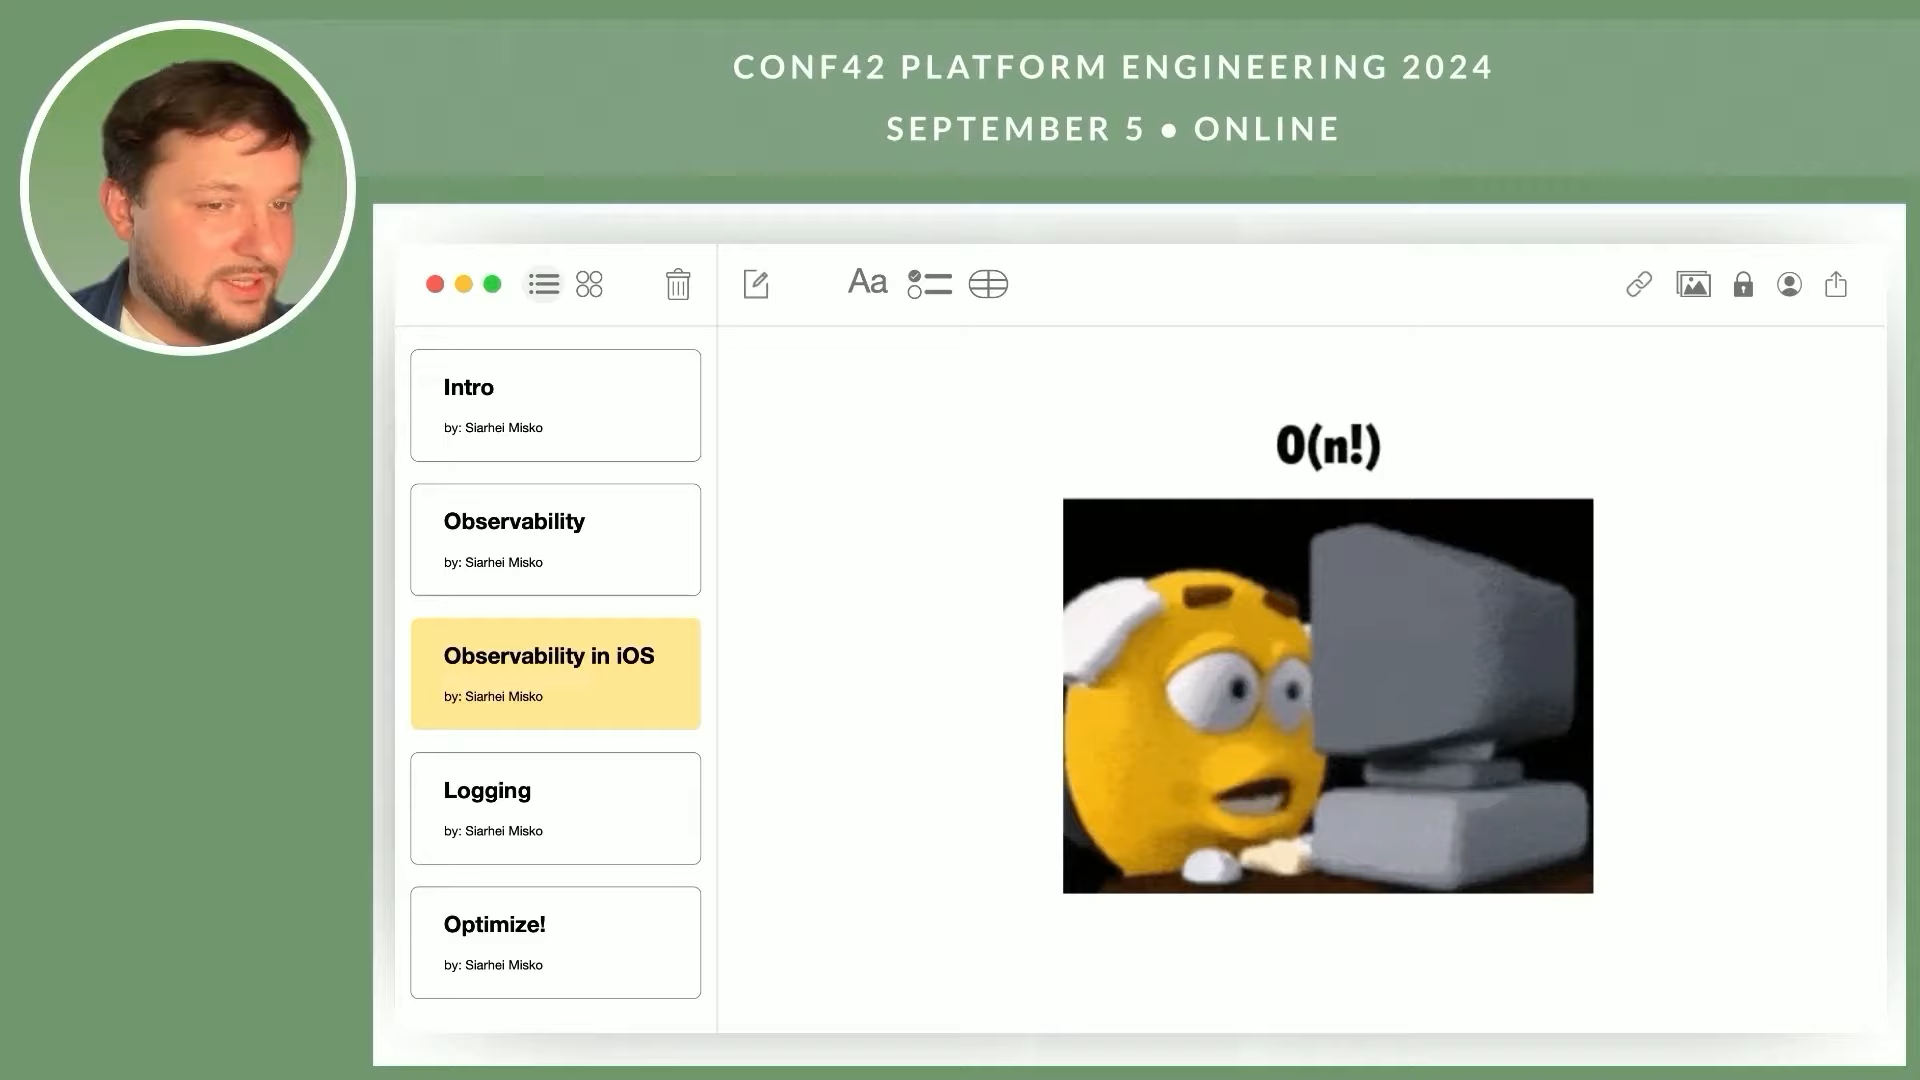 CONF42 PLATFORM ENGINEERING 2024
SEPTEMBER 5 • ONLINE
Aa
Intro
by: Siarhei Misko
Observability
by: Siarhei Misko
Observability in iOS
by: Siarhei Misko
Logging
by: Siarhei Misko
Optimize!
by: Siarhei Misko
O(n!)